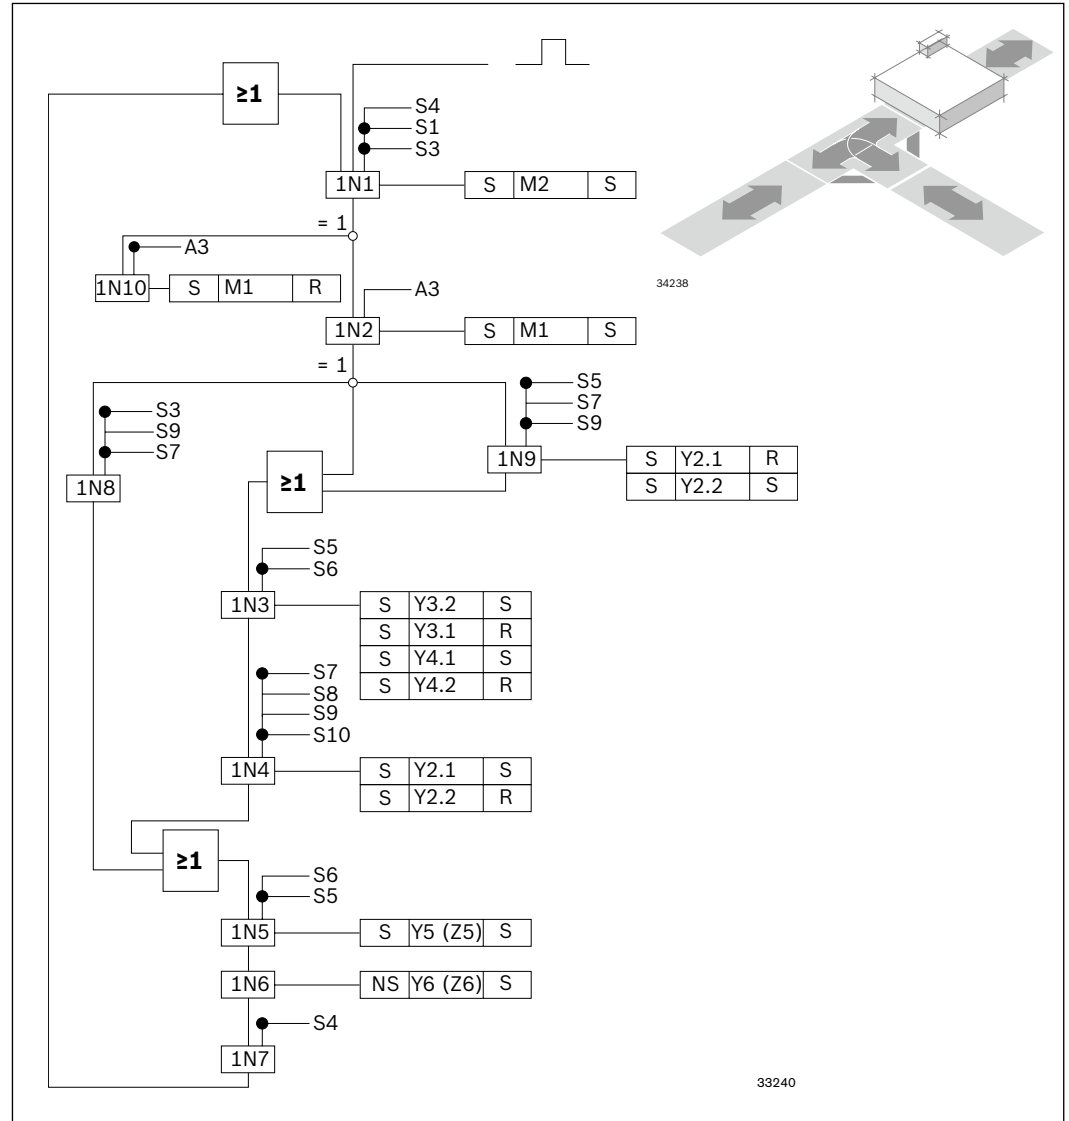 ≥1
S4
S1
S3
1N1
S M2 S
= 1
A3
1N10
S M1 R
34238
A3
1N2
S M1 S
= 1
S3
S9
S7
1N8
S5
S7
S9
1N9
S Y2.1 R
S Y2.2 S
≥1
S5
S6
1N3
S Y3.2 S
S Y3.1 R
S Y4.1 S
S Y4.2 R
S7
S8
S9
S10
1N4
S Y2.1 S
S Y2.2 R
≥1
S6
S5
1N5
S Y5 (Z5) S
1N6
NS Y6 (Z6) S
S4
1N7
33240